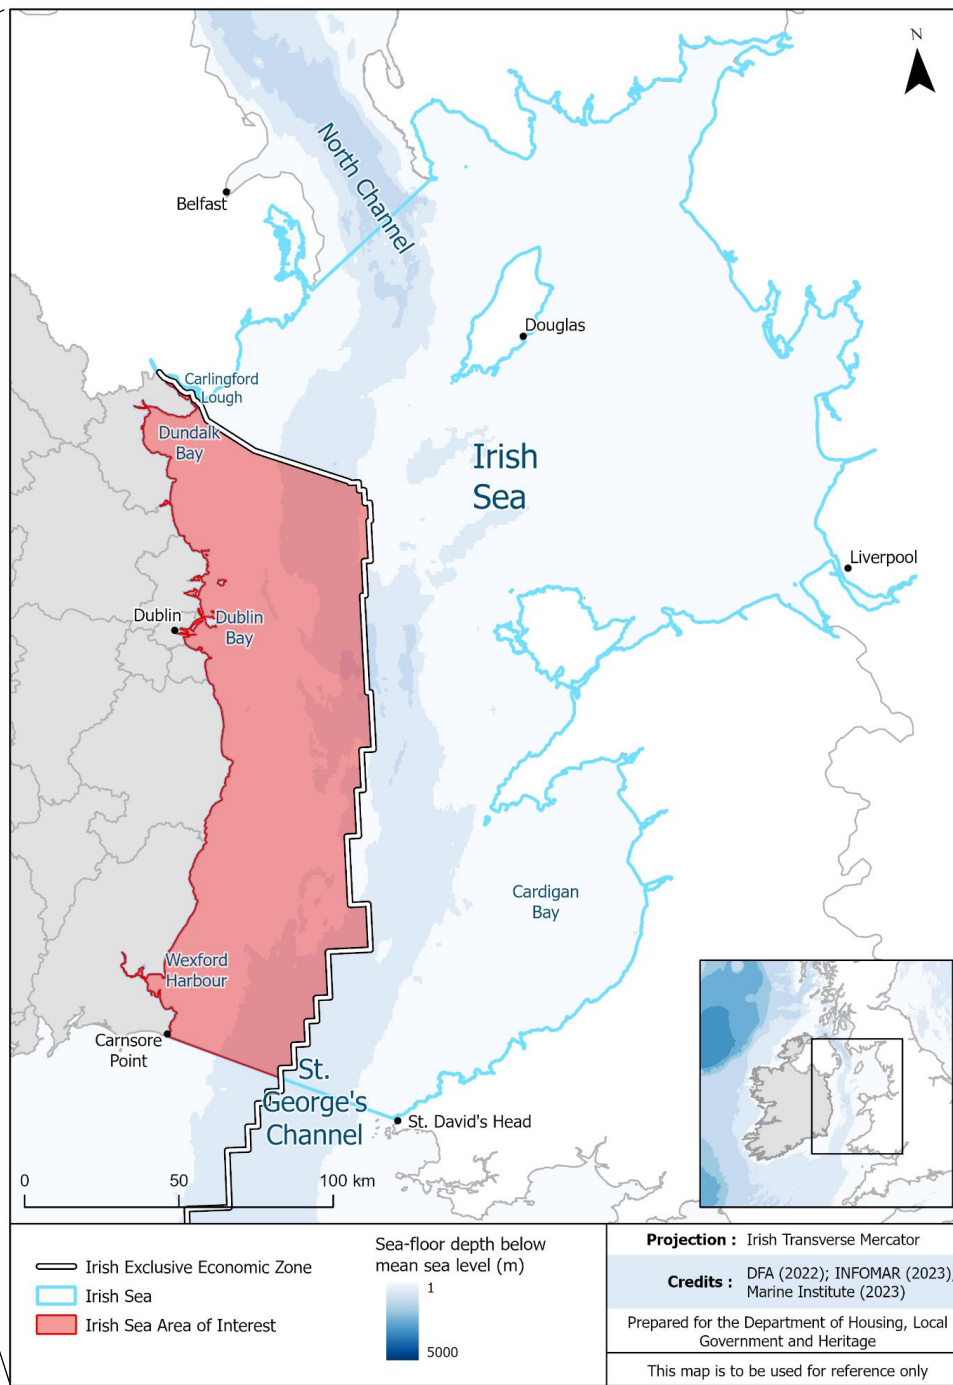 N
North Channel
Belfast
Douglas
Carlingford
Lough
Dundalk
Bay
Irish
Sea
Liverpool
Dublin
Dublin
Bay
Cardigan
Bay
Wexford
Harbour
Carnsore
Point
St.
George's
Channel
St. David's Head
0 50 100 km
Irish Exclusive Economic Zone
Irish Sea
Irish Sea Area of Interest
Sea-floor depth below
mean sea level (m)
1
5000
Projection : Irish Transverse Mercator
Credits : DFA (2022); INFOMAR (2023),
Marine Institute (2023)
Prepared for the Department of Housing, Local
Government and Heritage
This map is to be used for reference only